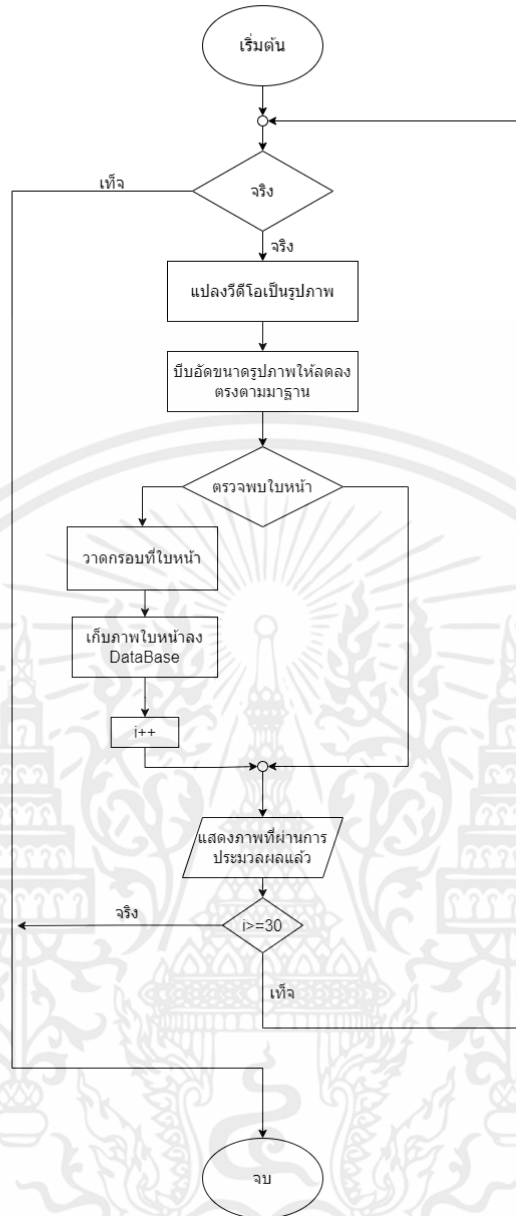 เริ่มต้น
เท็จ
จริง
จริง
แปลงวีดีโอเป็นรูปภาพ
บีบอัดขนาดรูปภาพให้ลดลง
ตรงตามมาฐาน
ตรวจพบใบหน้า
วาดกรอบที่ใบหน้า
เก็บภาพใบหน้าลง
DataBase
i++
แสดงภาพที่ผ่านการ
ประมวลผลแล้ว
จริง
i>=30
เท็จ
จบ